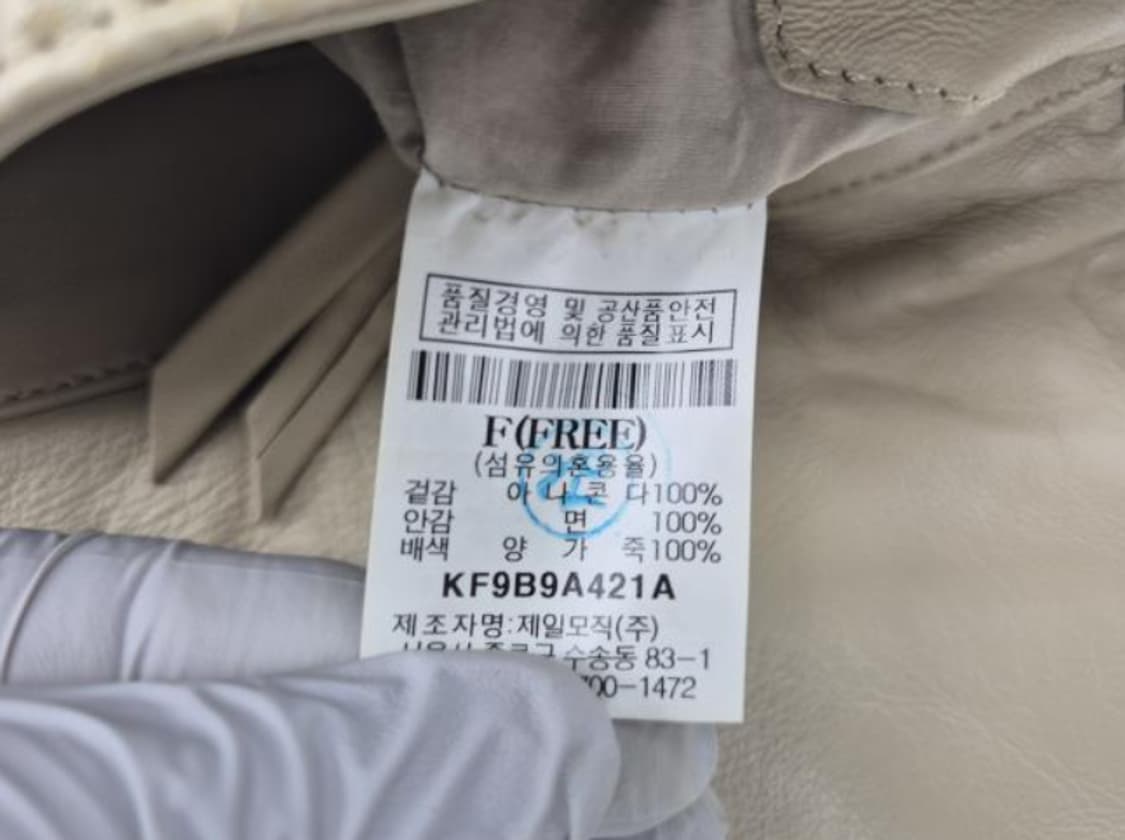 품질경영 및 공산품안전
관리법에 의한 품질표시
F(FREE)
(섬유의혼용율)
겉감 아 나 콘 다100%
안감 면 100%
배색 양 가 죽100%
KF9B9A421A
제조자명:제일모직(주)
수송동 83-1
00-1472